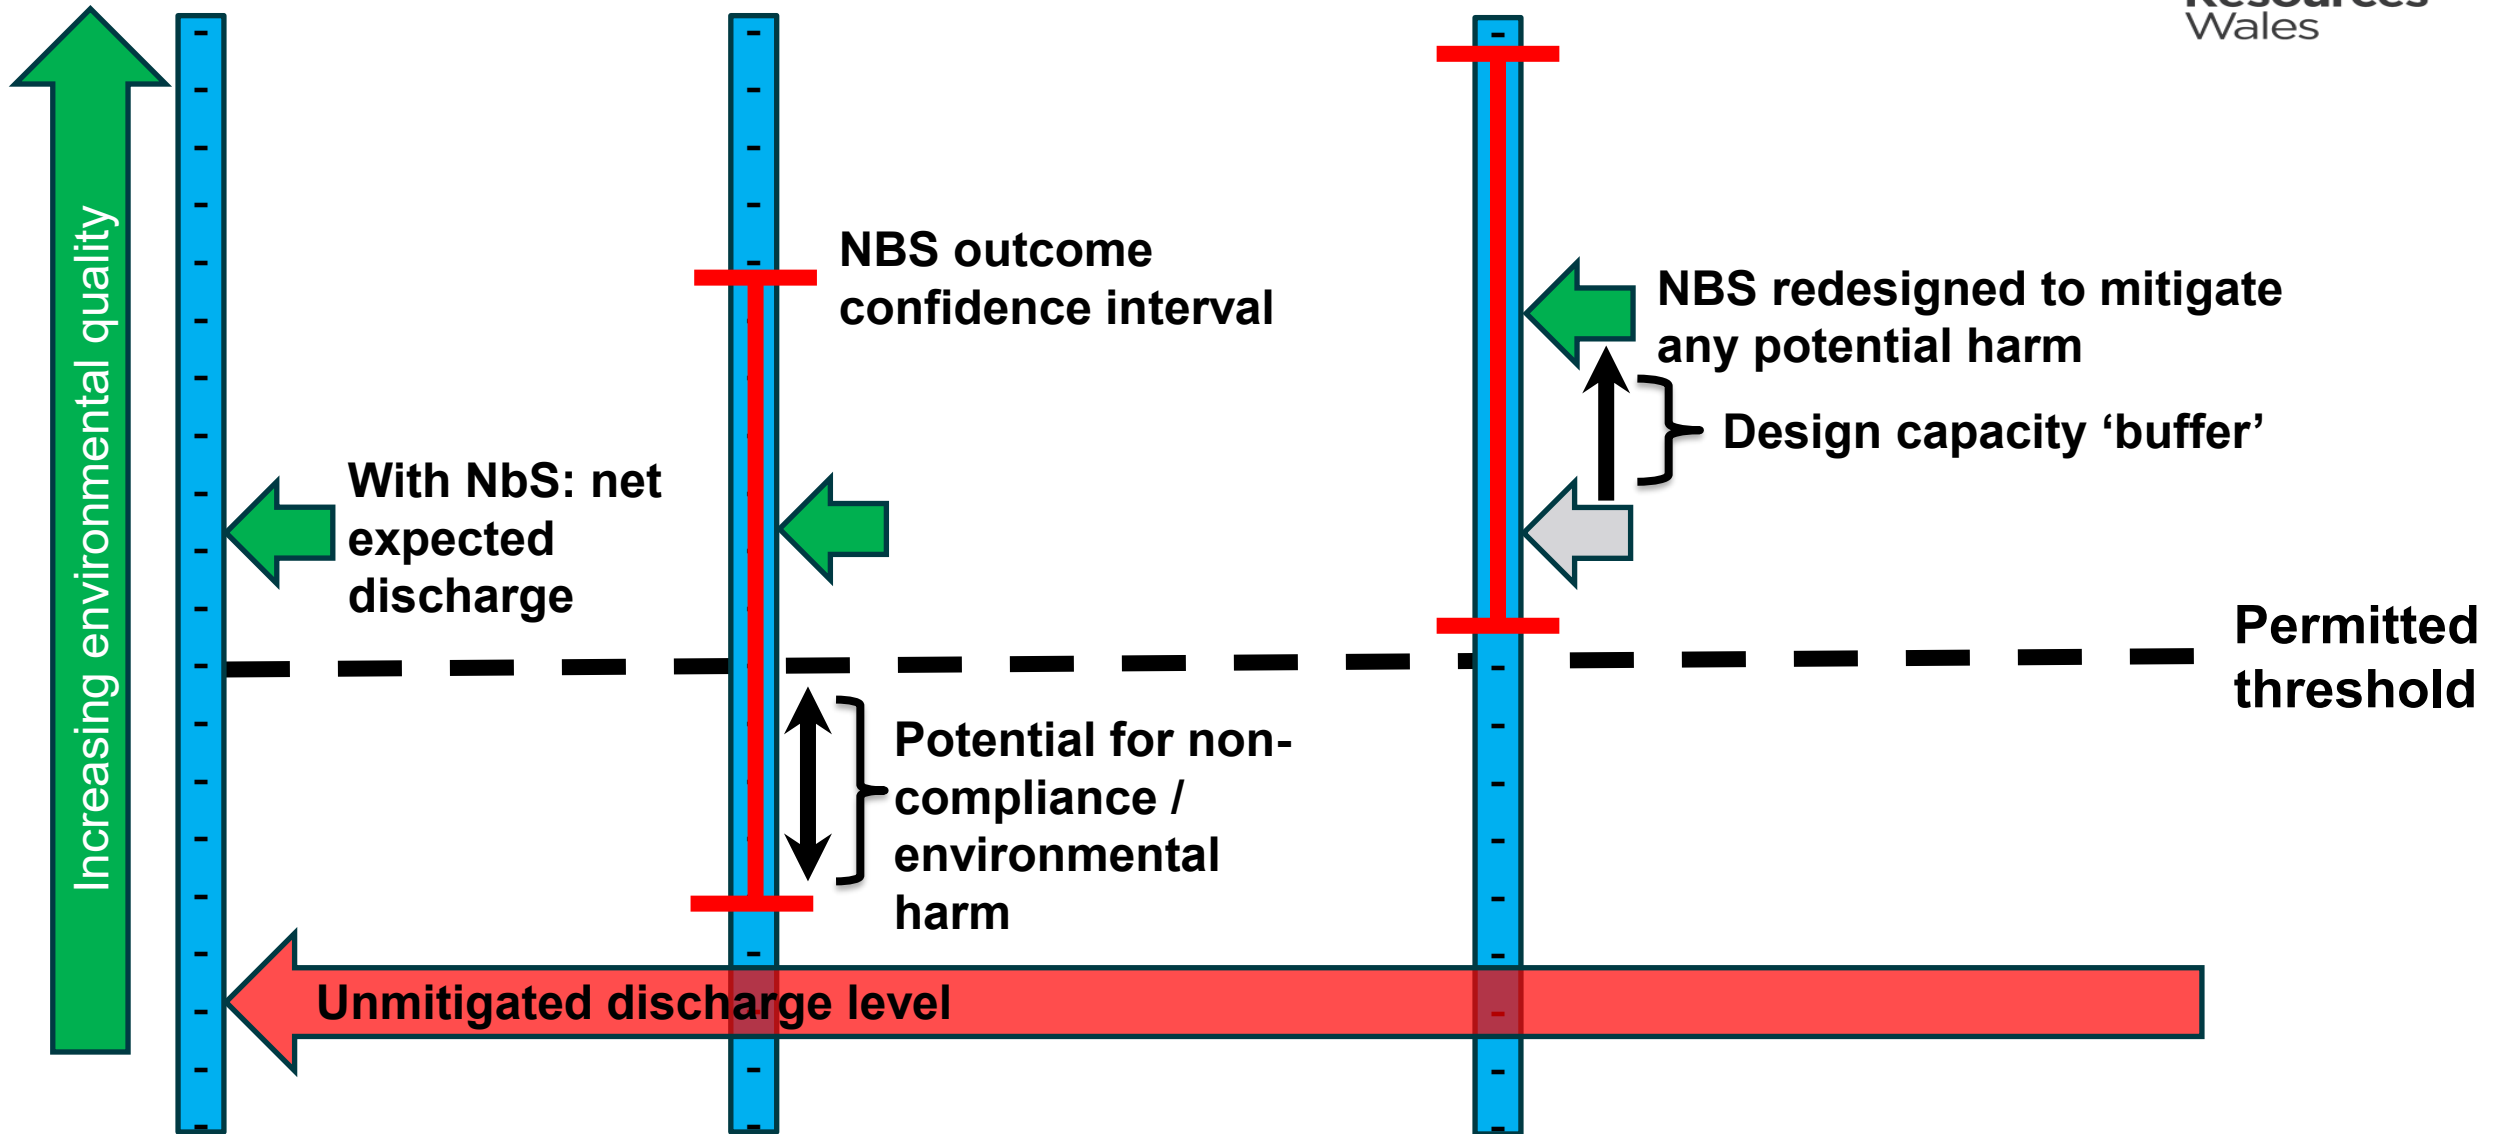 Resources
Wales
Increasing environmental quality
NBS outcome
confidence interval
NBS redesigned to mitigate
any potential harm
Design capacity ‘buffer’
With NbS: net
expected
discharge
Permitted
threshold
Potential for non-
compliance /
environmental
harm
Unmitigated discharge level